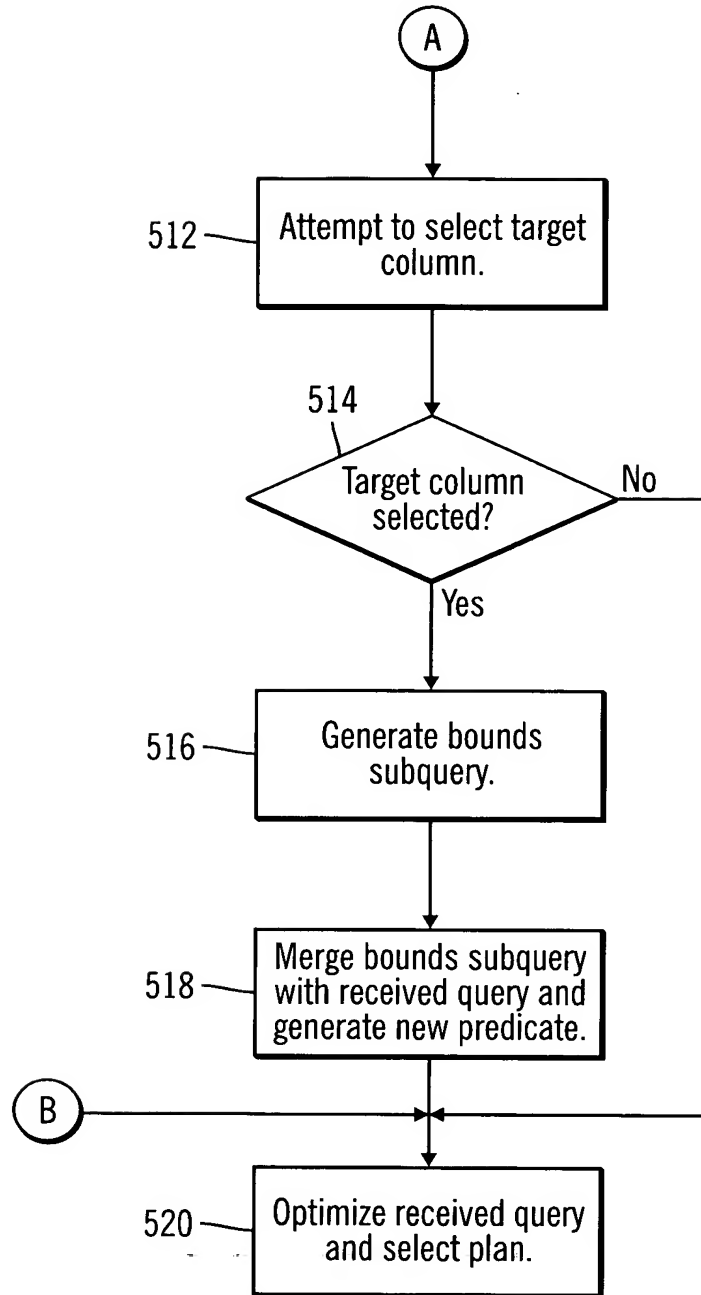 A
512
Attempt to select target
column.
514
Target column
selected?
No
Yes
516
Generate bounds
subquery.
518
Merge bounds subquery
with received query and
generate new predicate.
B
520
Optimize received query
and select plan.